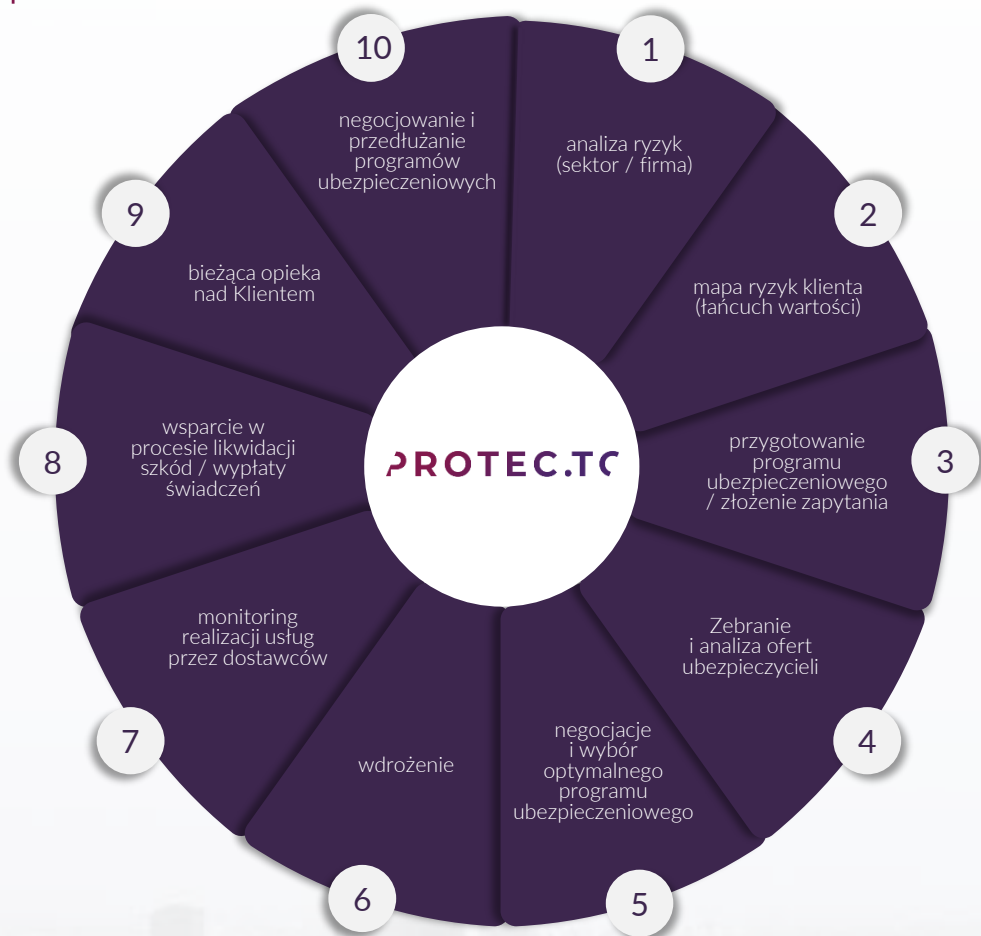 1
analiza ryzyk
(sektor / firma)
2
mapa ryzyk klienta
(łańcuch wartości)
3
przygotowanie
programu
ubezpieczeniowego
/ złożenie zapytania
4
Zebranie
i analiza ofert
ubezpieczycieli
5
negocjacje
i wybór
optymalnego
programu
ubezpieczeniowego
6
wdrożenie
7
monitoring
realizacji usług
przez dostawców
8
wsparcie w
procesie likwidacji
szkód / wypłaty
świadczeń
9
bieżąca opieka
nad Klientem
10
negocjowanie i
przedłużanie
programów
ubezpieczeniowych
PROTEC.TO